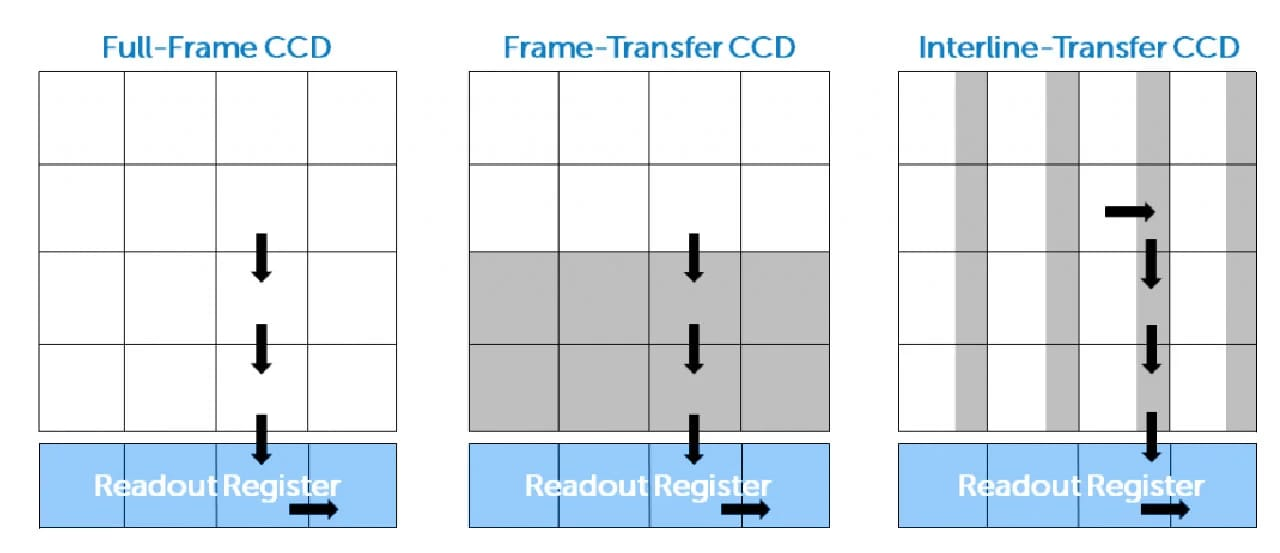 Full-Frame CCD
Frame-Transfer CCD
Interline-Transfer CCD
Readout Register
Readout Register
Readout Register